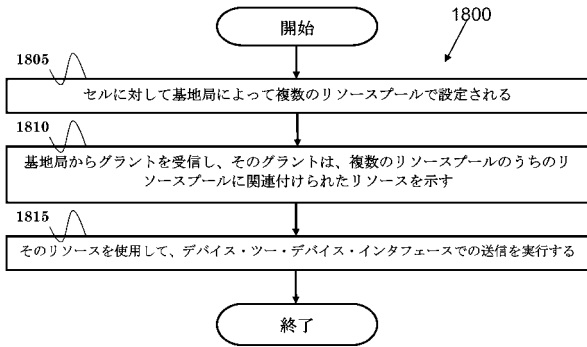 開始
1800
1805
セルに対して基地局によって複数のリソースプールで設定される
1810
基地局からグラントを受信し、そのグラントは、複数のリソースプールのうちのリ
ソースプールに関連付けられたリソースを示す
1815
そのリソースを使用して、デバイス・ツー・デバイス・インタフェースでの送信を実行する
終了